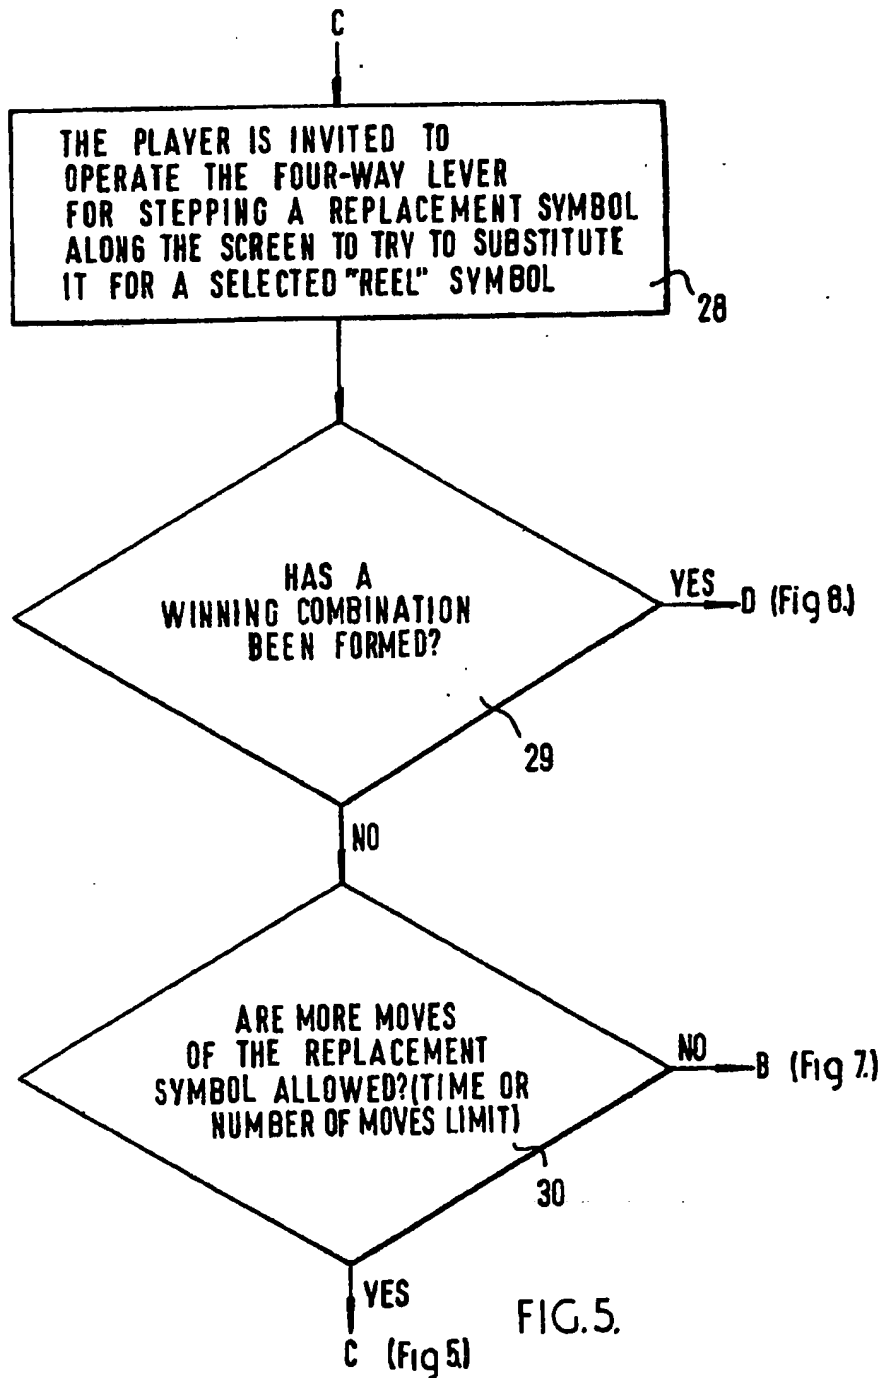 C
THE PLAYER IS INVITED TO
OPERATE THE FOUR-WAY LEVER
FOR STEPPING A REPLACEMENT SYMBOL
ALONG THE SCREEN TO TRY TO SUBSTITUTE
IT FOR A SELECTED "REEL" SYMBOL
28
HAS A
WINNING COMBINATION
BEEN FORMED?
YES
D (Fig 8.)
29
NO
ARE MORE MOVES
OF THE REPLACEMENT
SYMBOL ALLOWED?(TIME OR
NUMBER OF MOVES LIMIT)
NO
B (Fig 7.)
30
YES
C (Fig 5.)
FIG. 5.